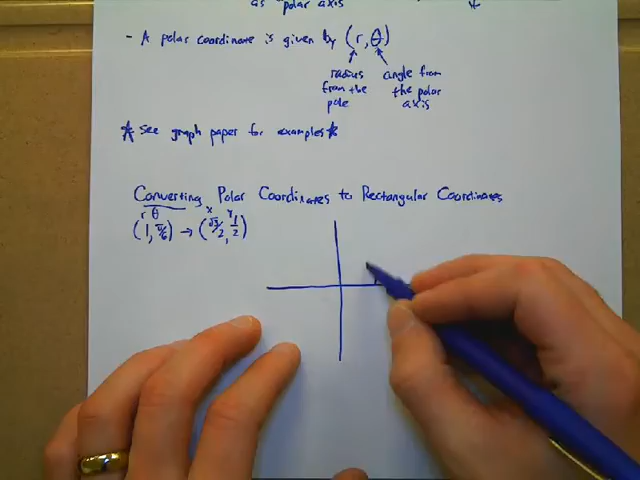 as polar axis
- A polar coordinate is given by (r, θ)
radius from the pole
angle from the polar axis
* See graph paper for examples *
Converting Polar Coordinates to Rectangular Coordinates
r θ x y
(1, π/6) → (√3/2, 1/2)